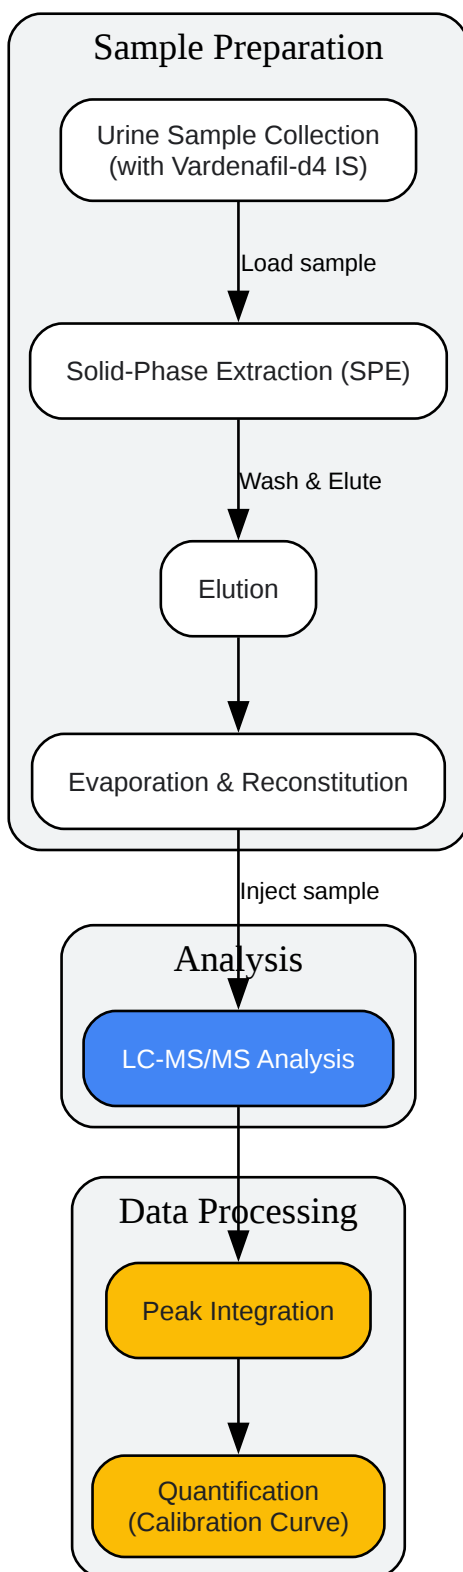 Sample Preparation
Urine Sample Collection
(with Vardenafil-d4 IS)
Load sample
Solid-Phase Extraction (SPE)
Wash & Elute
Elution
Evaporation & Reconstitution
Inject sample
Analysis
LC-MS/MS Analysis
Data Processing
Peak Integration
Quantification
(Calibration Curve)